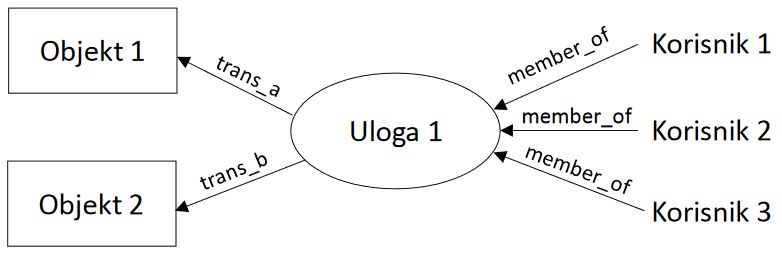 Objekt 1
trans_a
member_of
Korisnik 1
Uloga 1
member_of
Korisnik 2
Objekt 2
trans_b
member_of
Korisnik 3